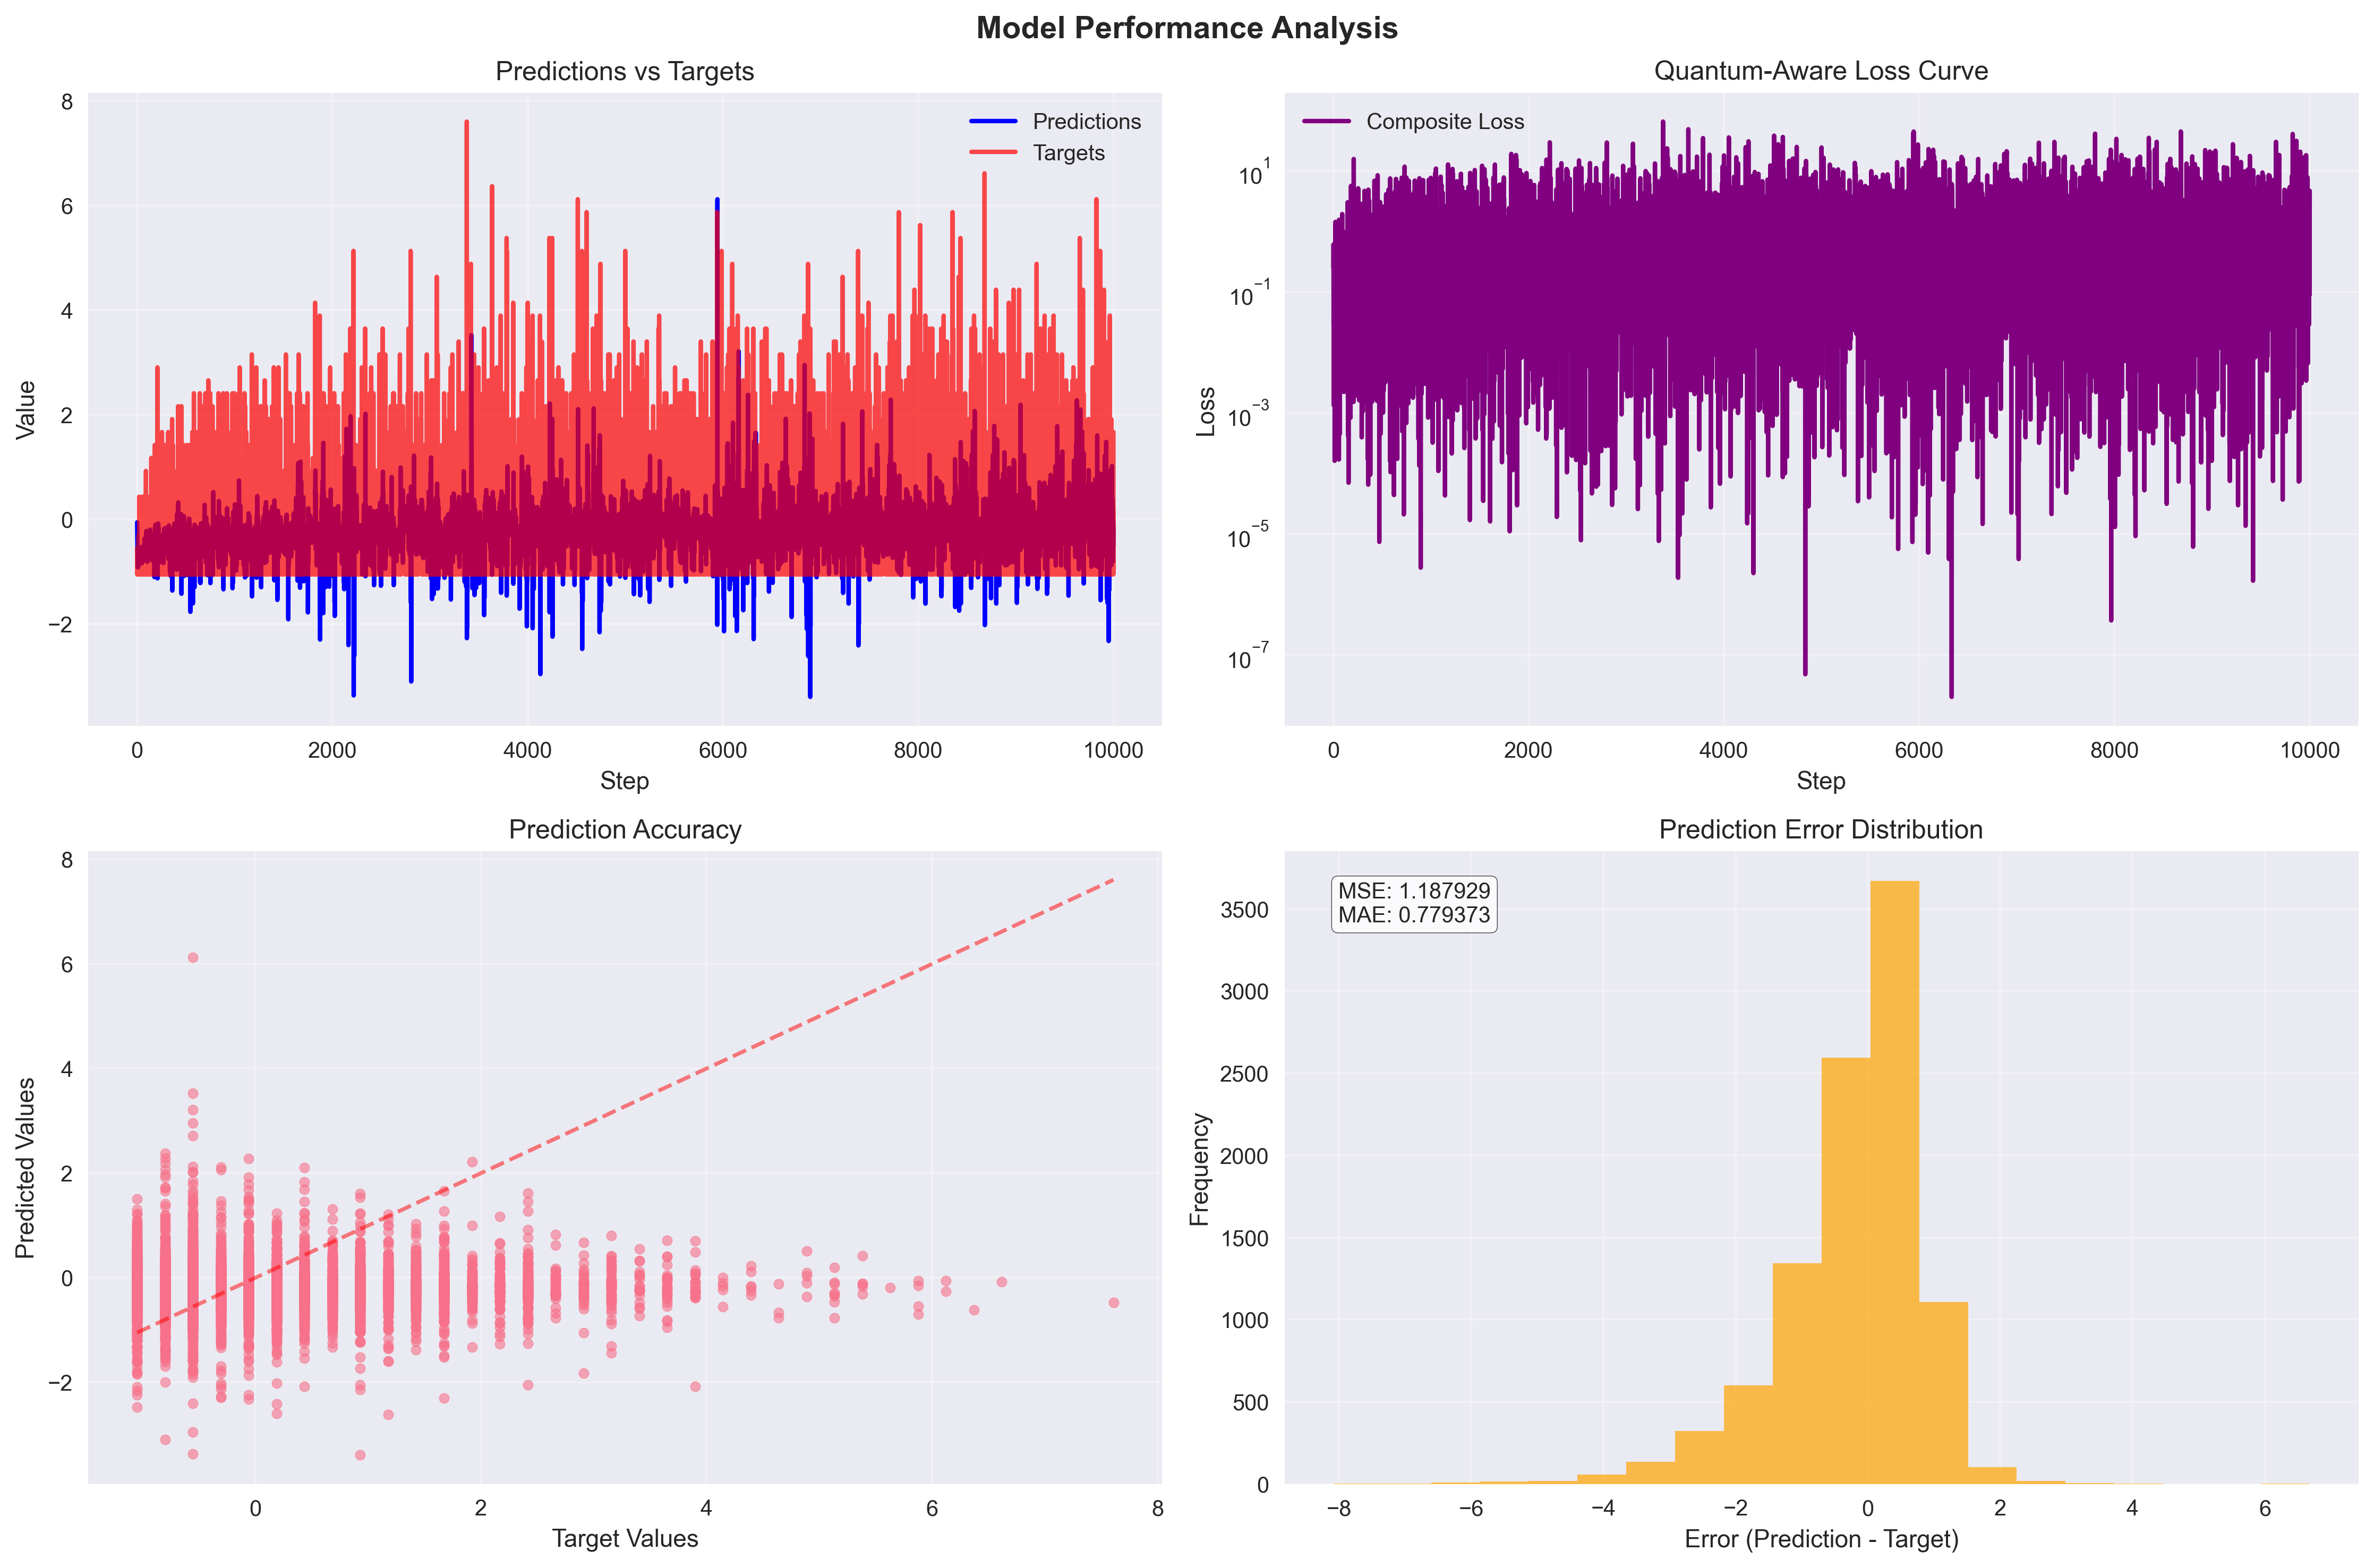 Model Performance Analysis
Predictions vs Targets
Predictions
Targets
8
6
4
2
0
−2
Value
0
2000
4000
6000
8000
10000
Step
Quantum-Aware Loss Curve
Composite Loss
10¹
10⁻¹
10⁻³
10⁻⁵
10⁻⁷
Loss
0
2000
4000
6000
8000
10000
Step
Prediction Accuracy
8
6
4
2
0
−2
Predicted Values
0
2
4
6
8
Target Values
Prediction Error Distribution
MSE: 1.187929
MAE: 0.779373
3500
3000
2500
2000
1500
1000
500
0
Frequency
−8
−6
−4
−2
0
2
4
6
Error (Prediction - Target)